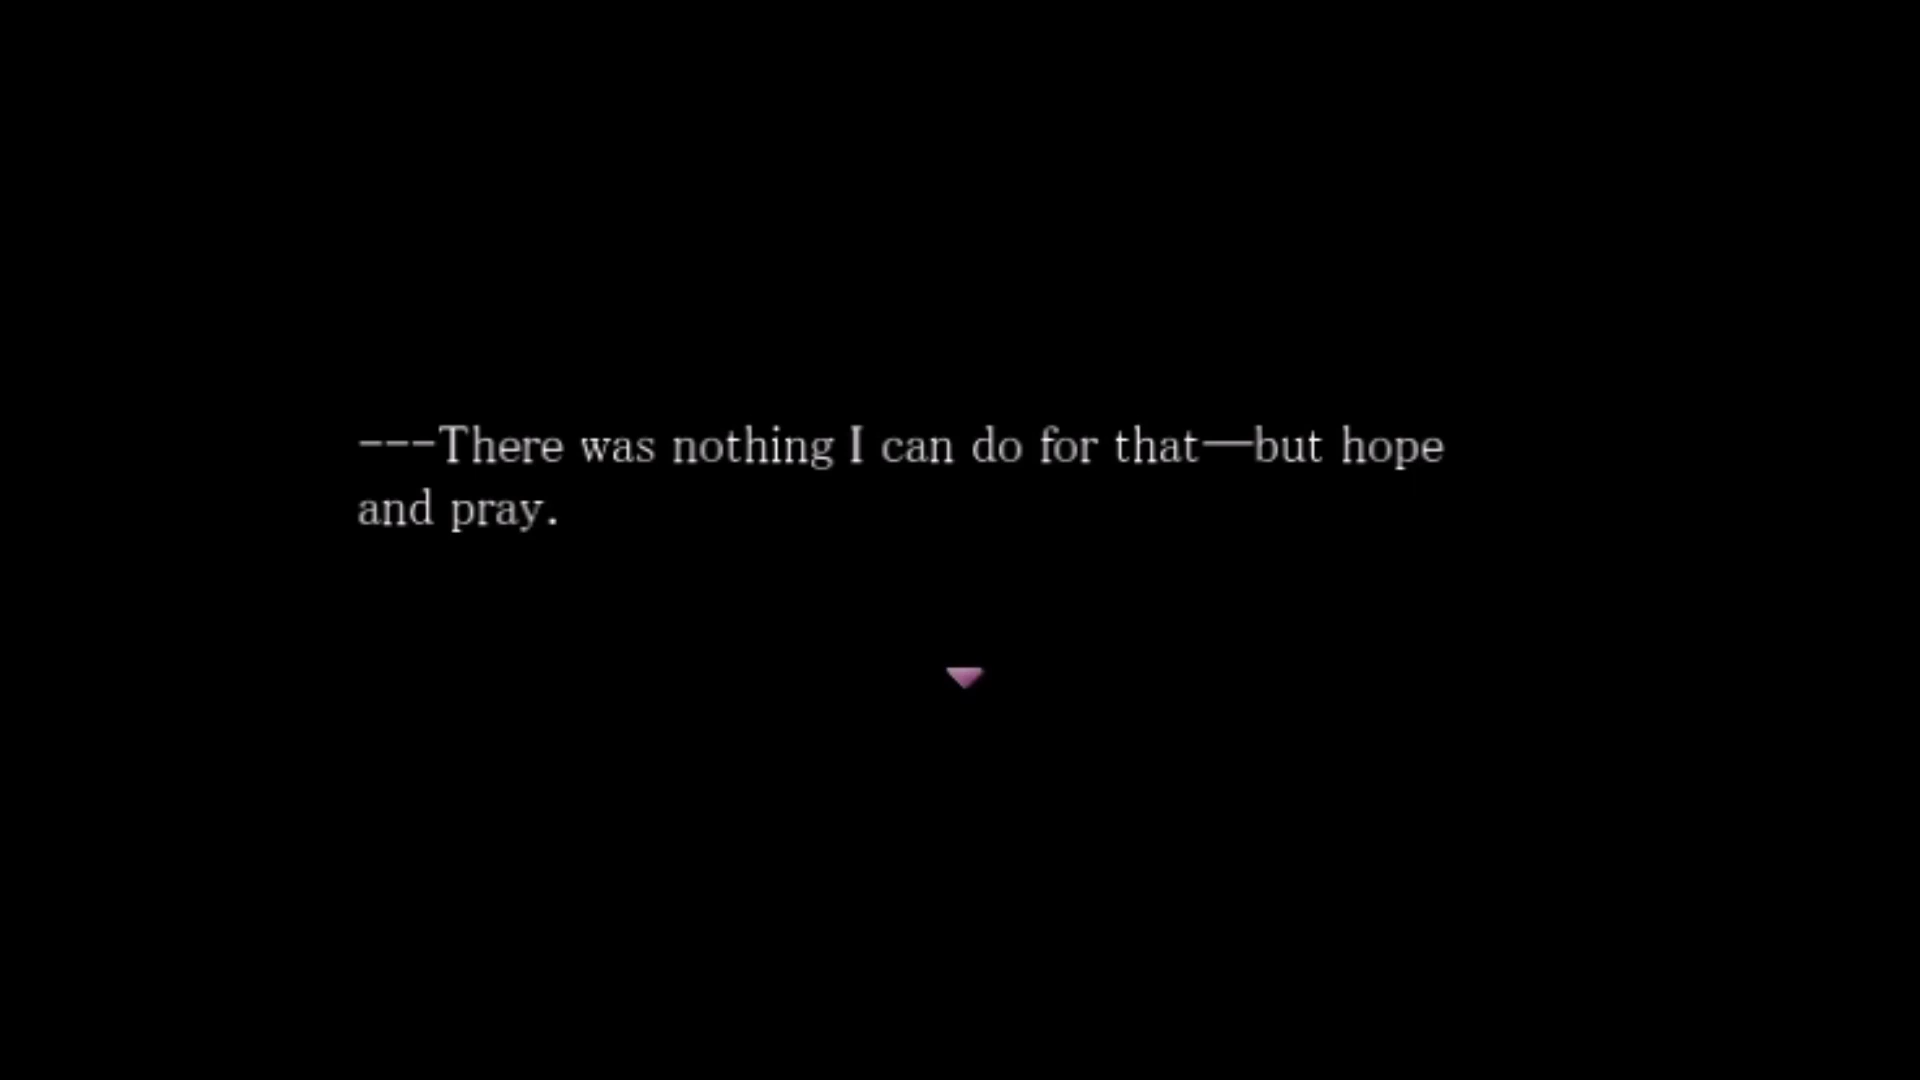 ---There was nothing I can do for that—but hope
and pray.